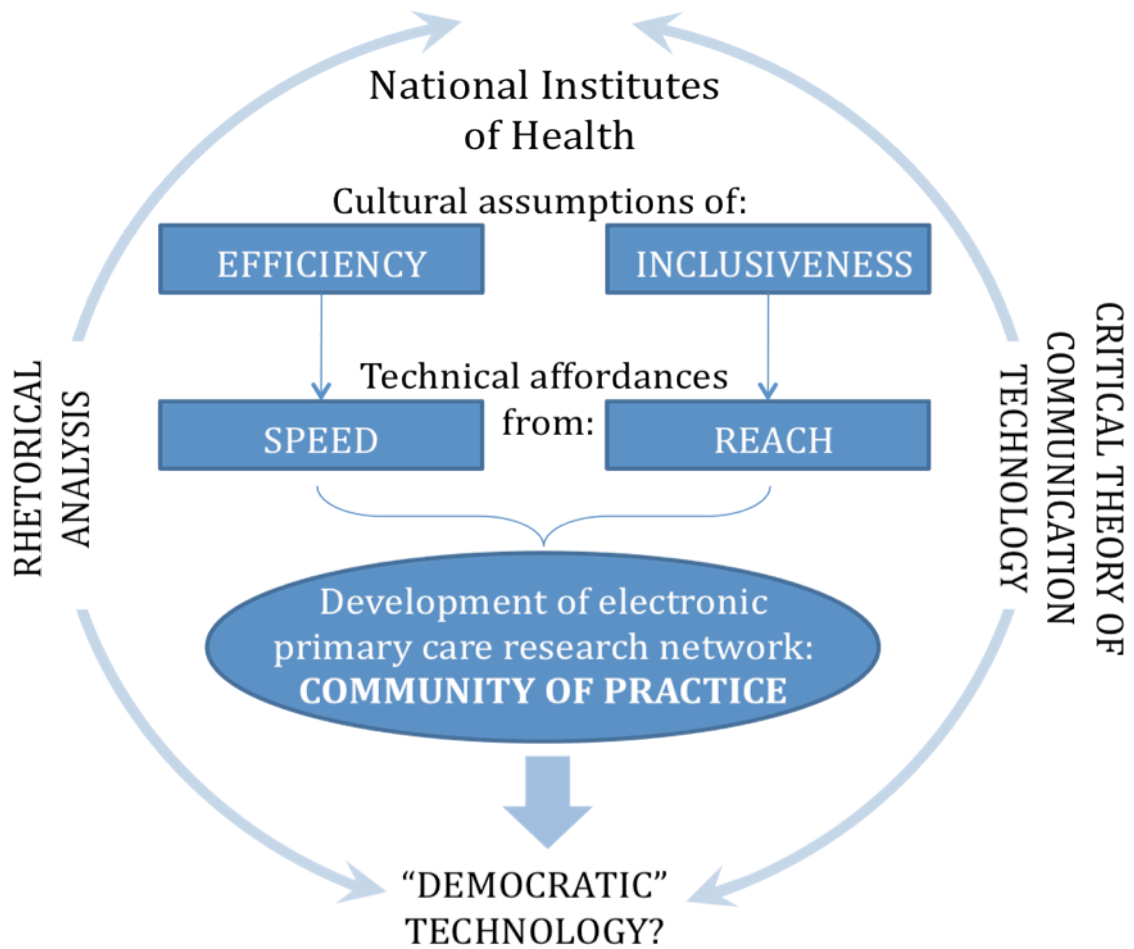 National Institutes
of Health
Cultural assumptions of:
EFFICIENCY
INCLUSIVENESS
Technical affordances
from:
SPEED
REACH
Development of electronic
primary care research network:
COMMUNITY OF PRACTICE
“DEMOCRATIC”
TECHNOLOGY?
RHETORICAL
ANALYSIS
CRITICAL THEORY OF
COMMUNICATION
TECHNOLOGY